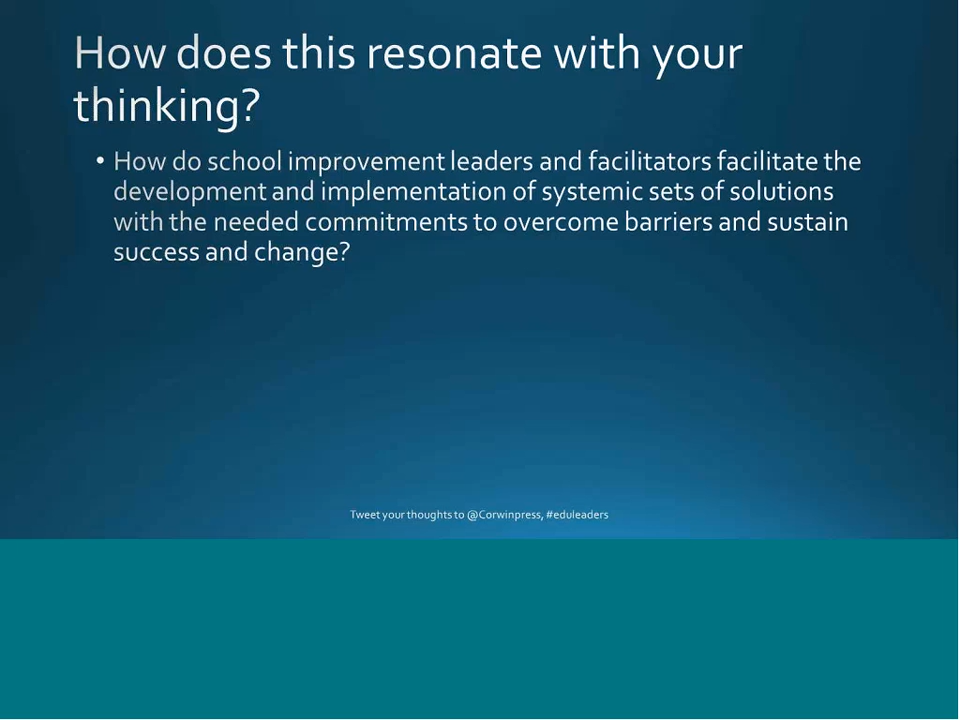 How does this resonate with your
thinking?
• How do school improvement leaders and facilitators facilitate the
development and implementation of systemic sets of solutions
with the needed commitments to overcome barriers and sustain
success and change?
Tweet your thoughts to @Corwinpress, #eduleaders